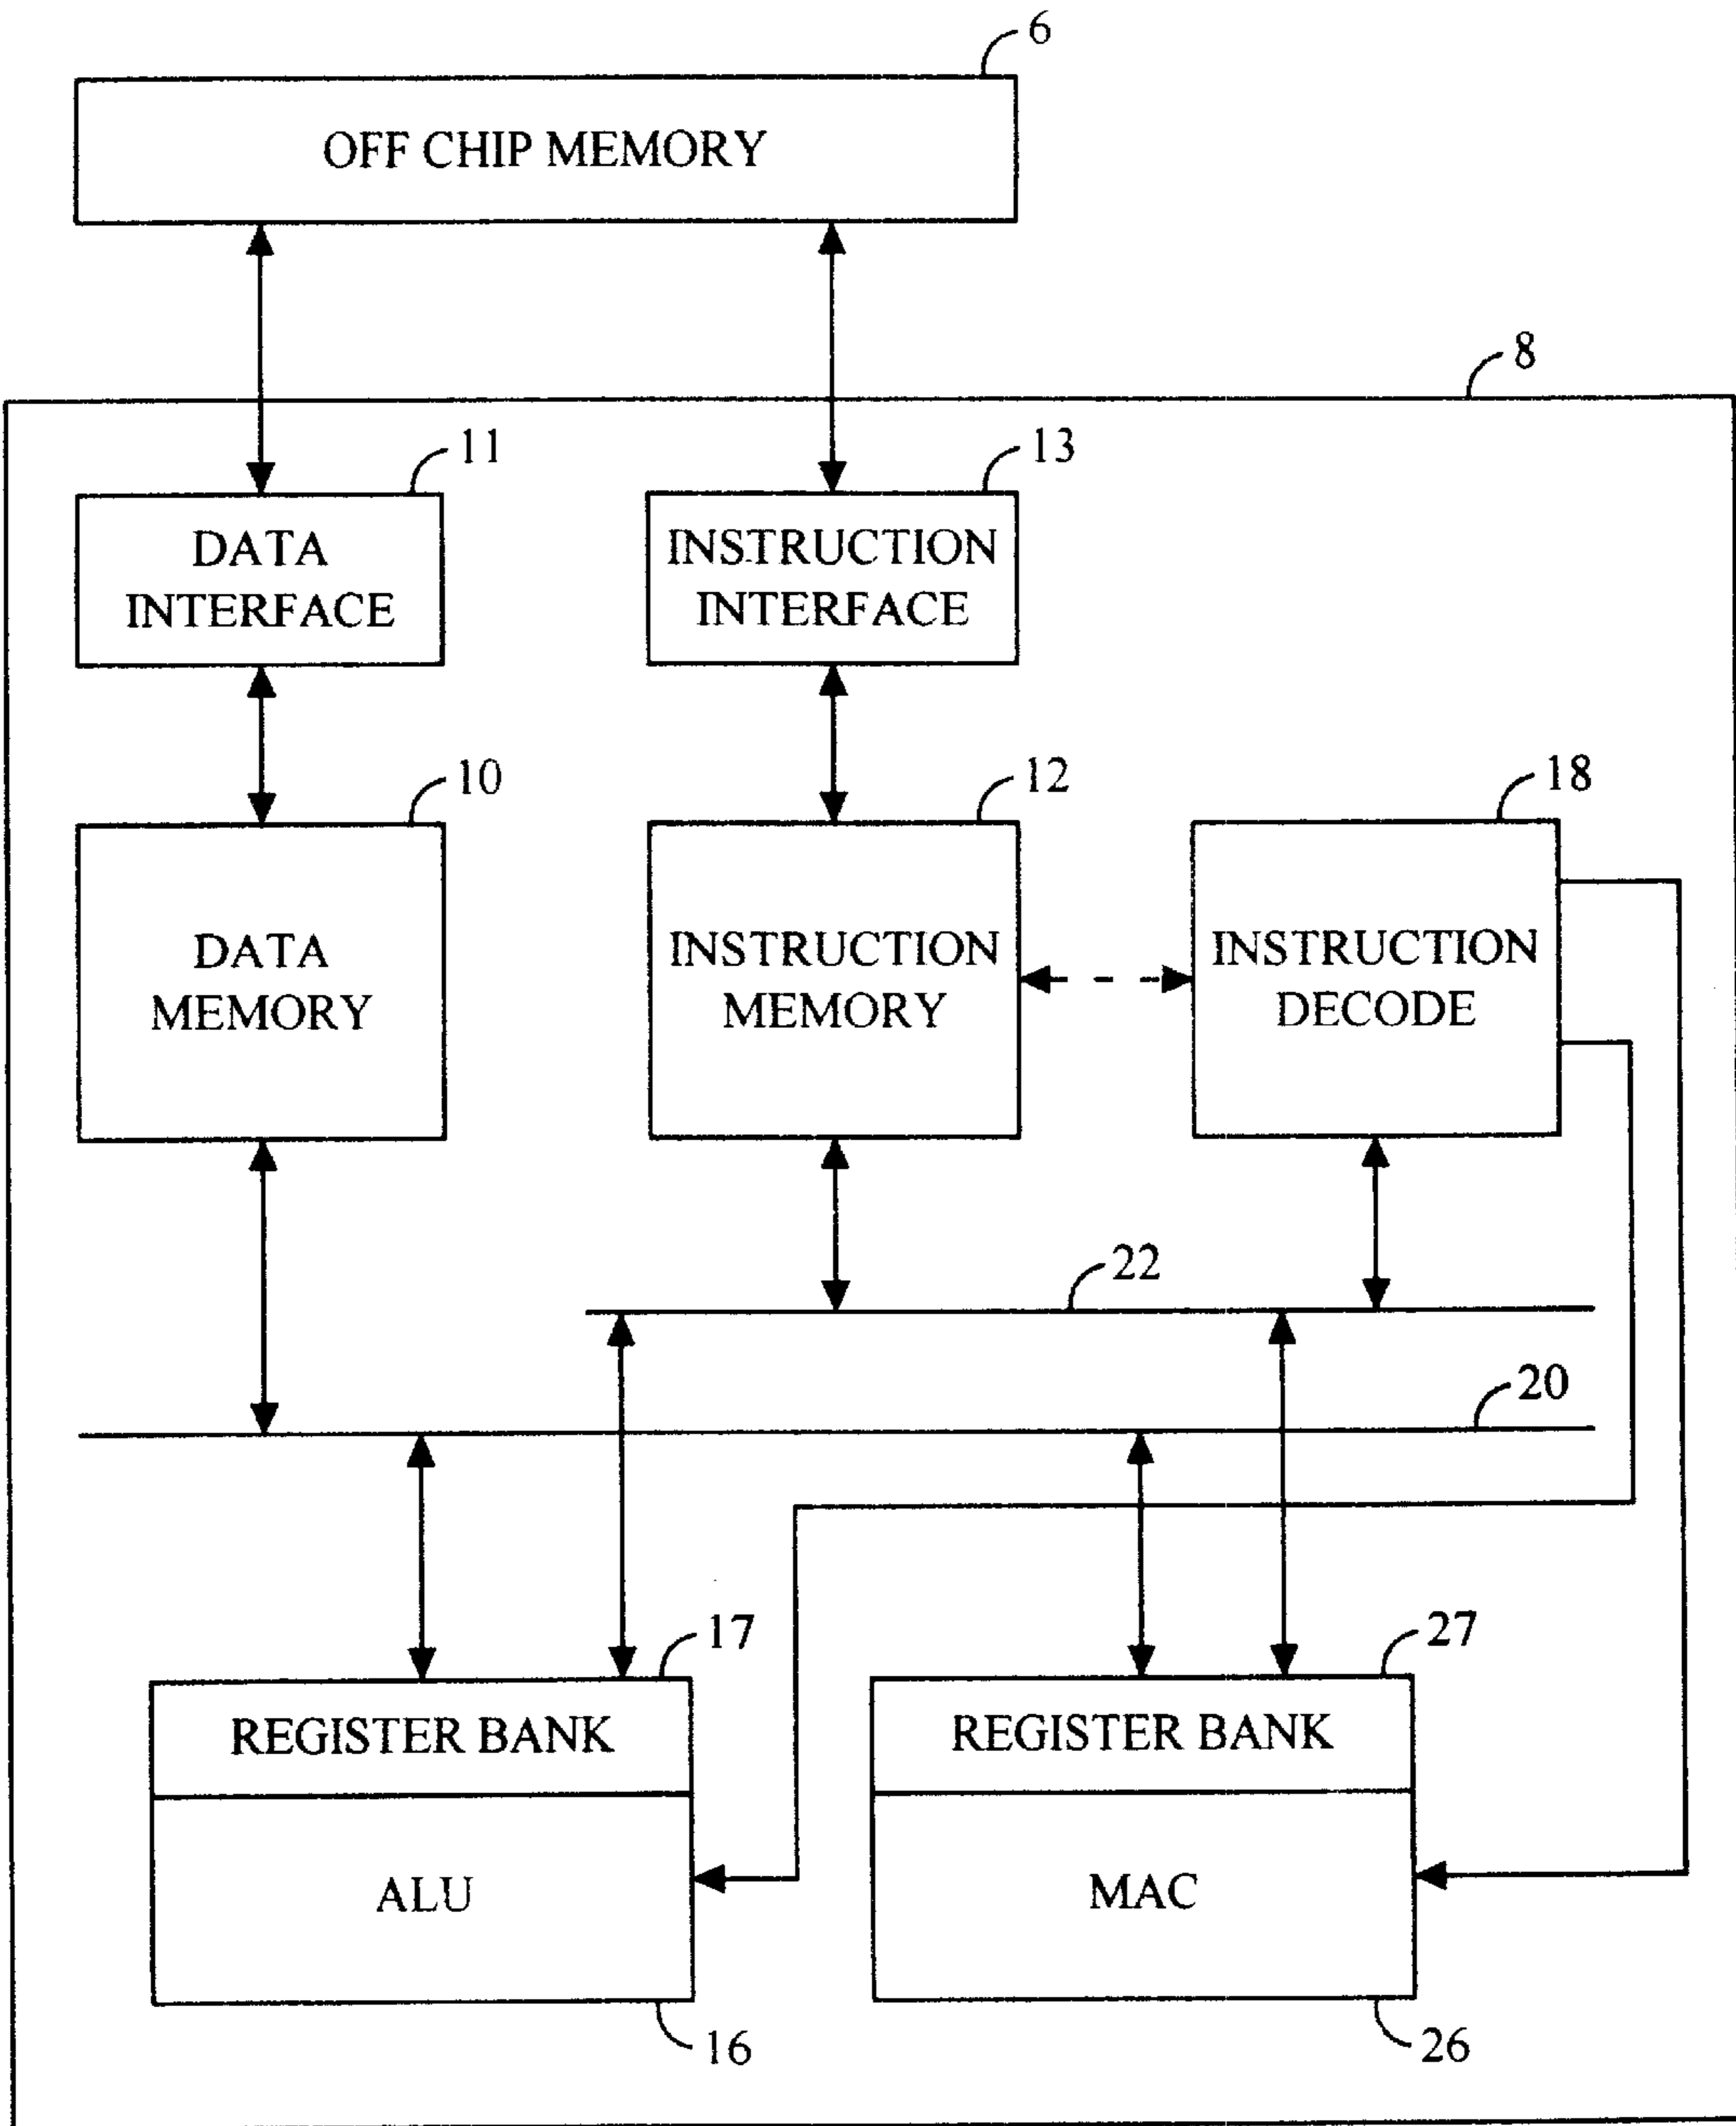 6
OFF CHIP MEMORY
8
11
13
DATA
INTERFACE
INSTRUCTION
INTERFACE
10
12
18
DATA
MEMORY
INSTRUCTION
MEMORY
INSTRUCTION
DECODE
22
20
17
27
REGISTER BANK
REGISTER BANK
ALU
MAC
16
26